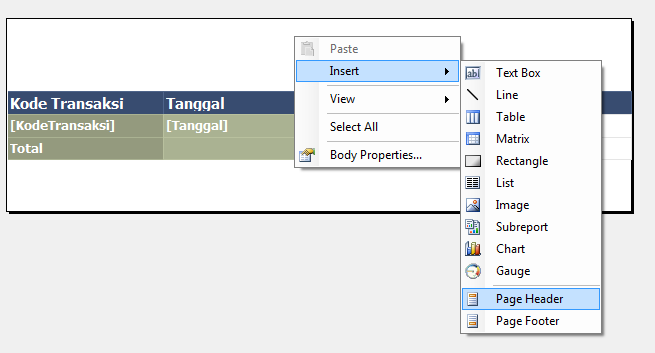 Kode Transaksi Tanggal
[KodeTransaksi] [Tanggal]
Total
Paste
Insert
View
Select All
Body Properties...
ab|
Text Box
Line
Table
Matrix
Rectangle
List
Image
Subreport
Chart
Gauge
Page Header
Page Footer